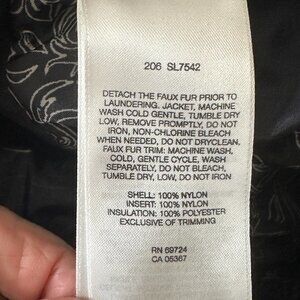 206 SL7542
DETACH THE FAUX FUR PRIOR TO
LAUNDERING. JACKET, MACHINE
WASH COLD GENTLE, TUMBLE DRY
LOW, REMOVE PROMPTLY, DO NOT
IRON, NON-CHLORINE BLEACH
WHEN NEEDED, DO NOT DRYCLEAN.
FAUX FUR TRIM: MACHINE WASH,
COLD, GENTLE CYCLE, WASH
SEPARATELY, DO NOT BLEACH,
TUMBLE DRY, LOW, DO NOT IRON
SHELL: 100% NYLON
INSERT: 100% NYLON
INSULATION: 100% POLYESTER
EXCLUSIVE OF TRIMMING
RN 69724
CA 05367